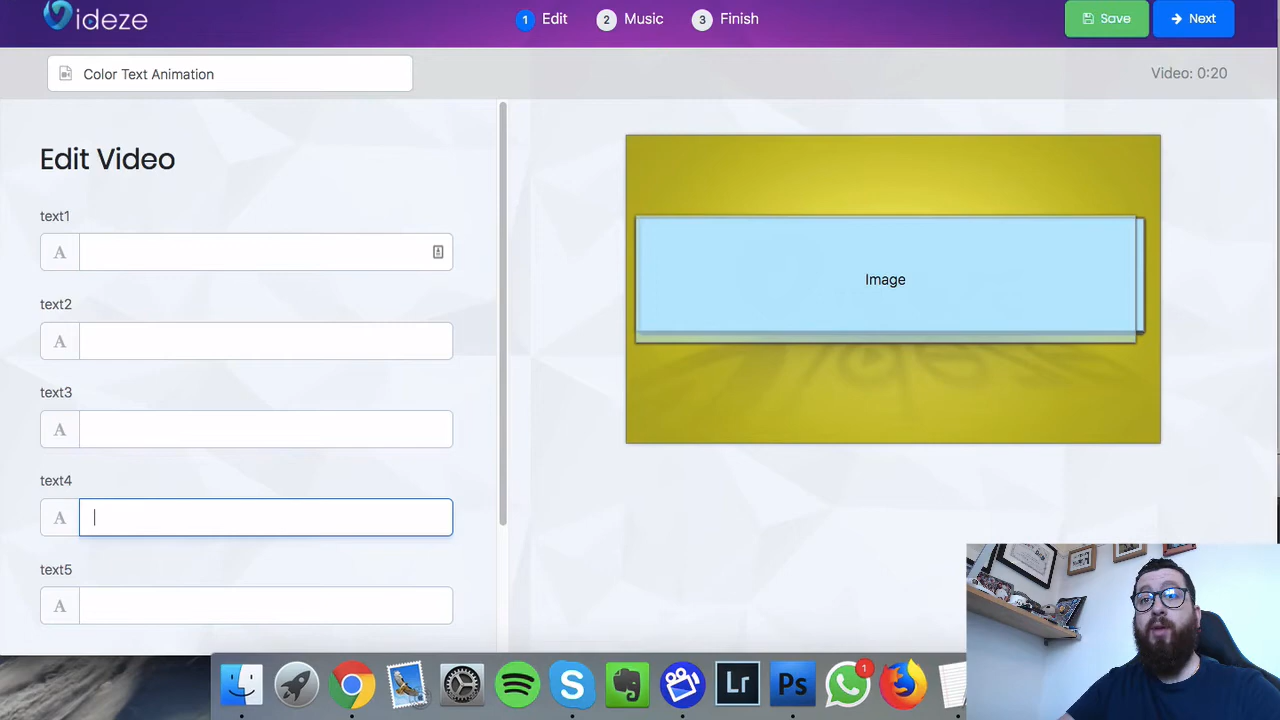 ideze
1 Edit
2 Music
3 Finish
Save
Next
Color Text Animation
Video: 0:20
Edit Video
text1
A
text2
A
text3
A
text4
A
text5
A
Image
S
Lr
Ps
1